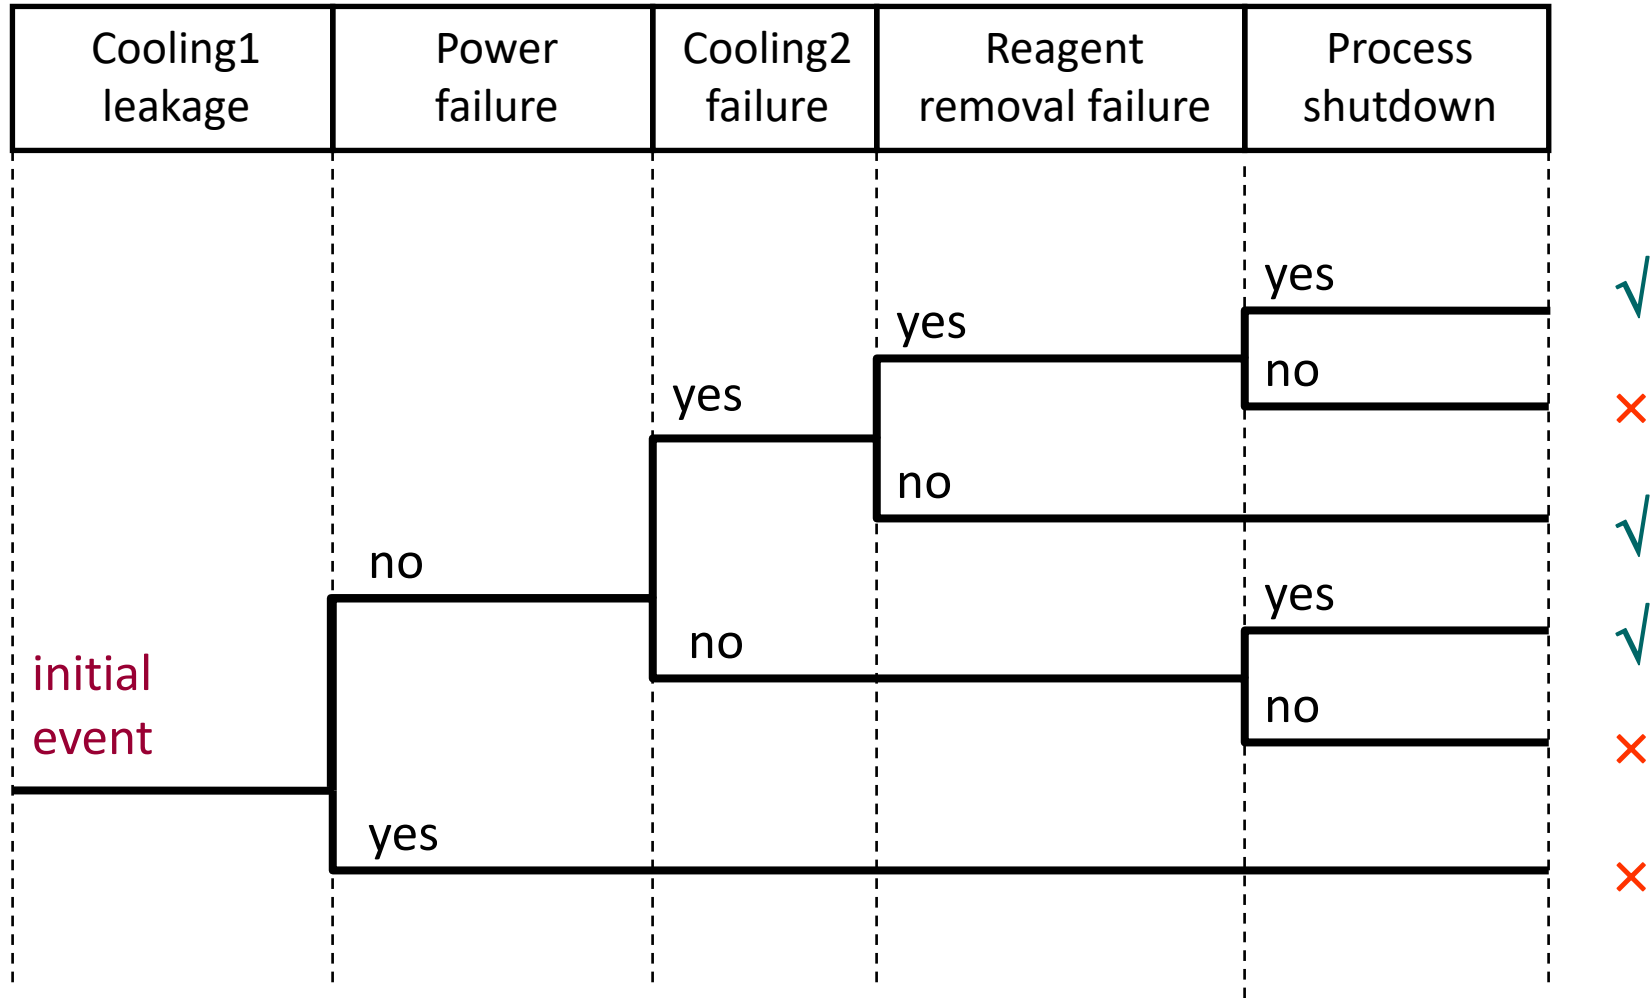 Cooling1
leakage
Power
failure
Cooling2
failure
Reagent
removal failure
Process
shutdown
yes
√
yes
no
yes
×
no
√
no
yes
√
no
initial
event
no
×
yes
×